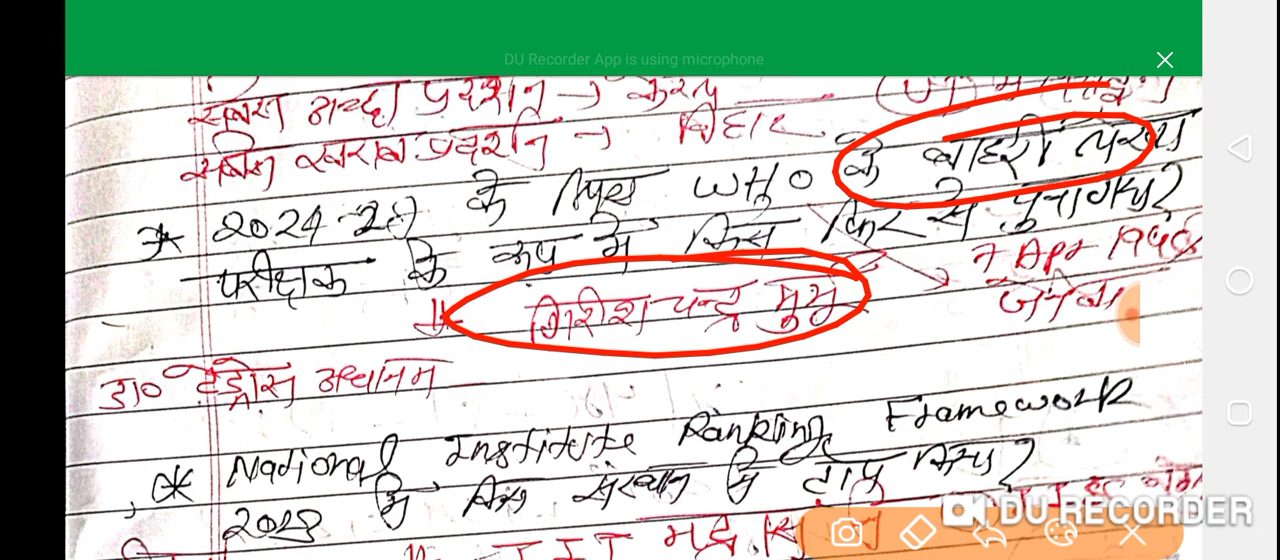 DU Recorder App is using microphone
सबसे अच्छा प्रदर्शन → केरल
सबसे खराब प्रदर्शन → बिहार
* 2024-28 के लिए WHO के बाहरी लेखा
परीक्षक के रूप में किसे फिर से चुना गया?
7 Apr 1948
↓ गिरीश चन्द्र मुर्मू
जेनेवा
डा० टेड्रोस अधानम
* National Institute Ranking Framework
2023 में किस संस्थान ने टाप किया?
DU RECORDER